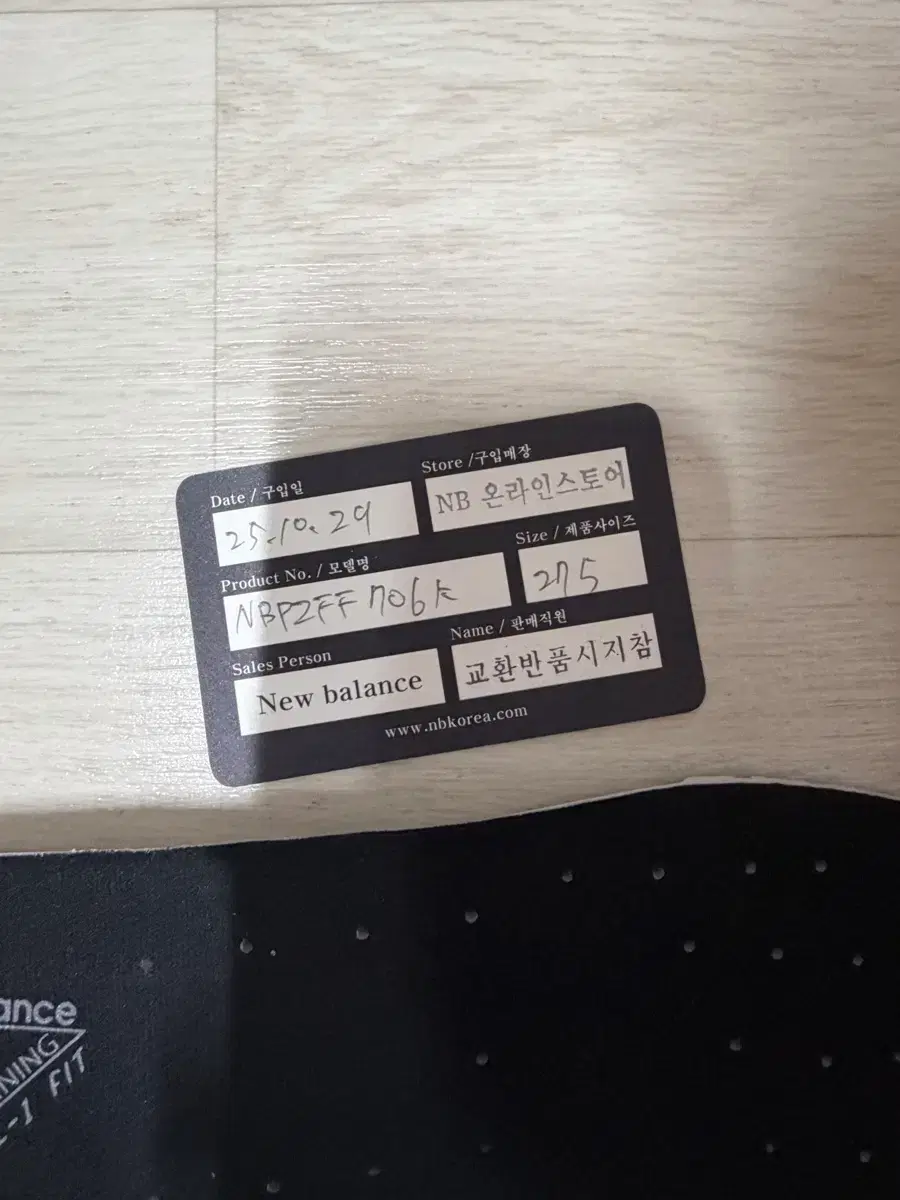 Date / 구입일
25.10.29
Store /구입매장
NB 온라인스토어
Product No. / 모델명
NBPZFF706K
Size / 제품사이즈
275
Sales Person
New balance
Name / 판매직원
교환반품시지참
www.nbkorea.com
ance
NING
-1 FIT